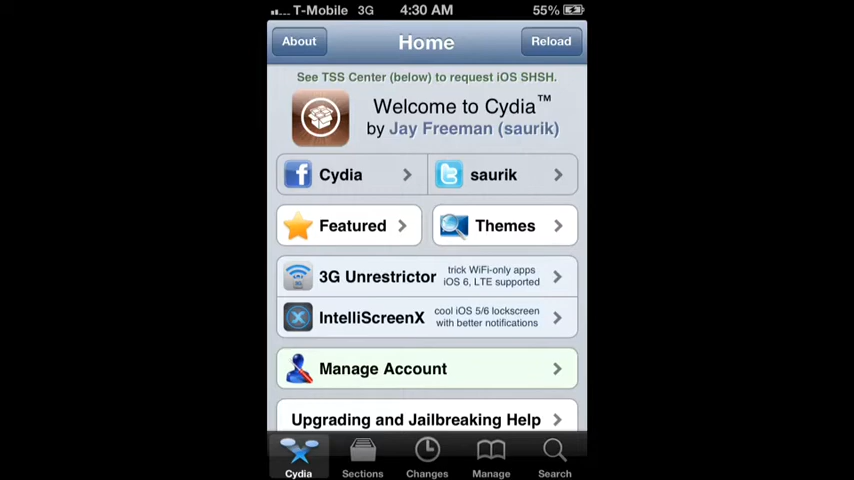 T-Mobile 3G 4:30 AM 55%
About Home Reload
See TSS Center (below) to request iOS SHSH.
Welcome to Cydia™
by Jay Freeman (saurik)
Cydia saurik
Featured Themes
3G Unrestrictor trick WiFi-only apps
iOS 6, LTE supported
IntelliScreenX cool iOS 5/6 lockscreen
with better notifications
Manage Account
Upgrading and Jailbreaking Help
Cydia Sections Changes Manage Search